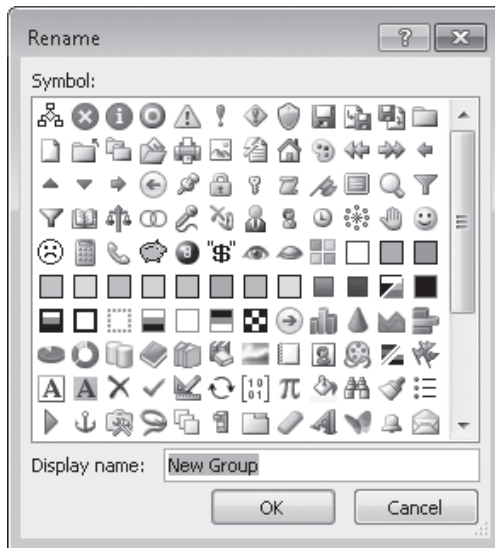 Rename
Symbol:
"$"
A A
π
Display name: New Group
OK Cancel